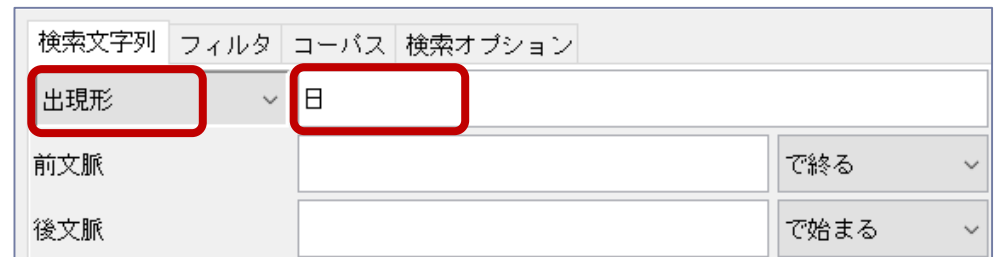 検索文字列 フィルタ コーパス 検索オプション
出現形 日
前文脈 で終る
後文脈 で始まる